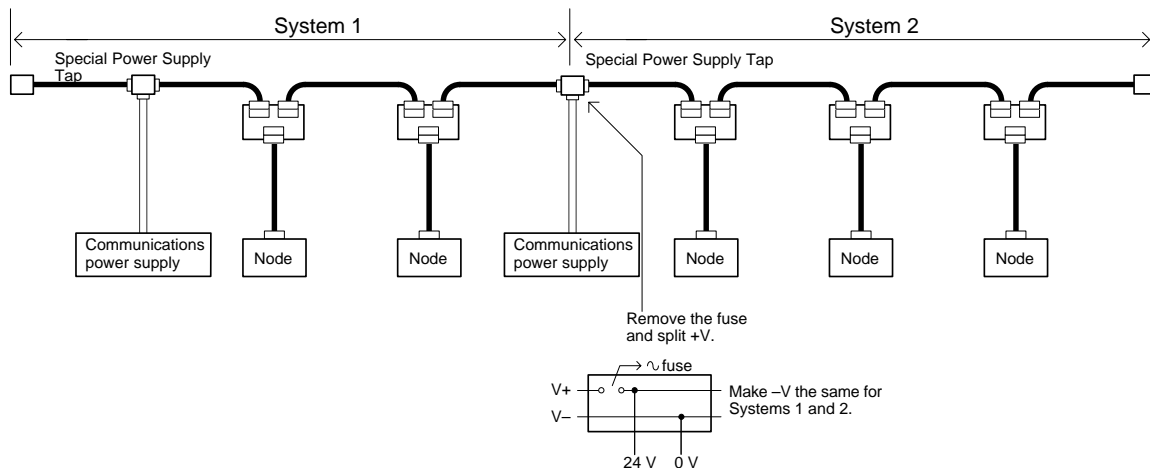 System 1
System 2
Special Power Supply
Tap
Special Power Supply Tap
Communications
power supply
Node
Node
Communications
power supply
Node
Node
Node
Remove the fuse
and split +V.
fuse
V+
V–
Make –V the same for
Systems 1 and 2.
24 V
0 V